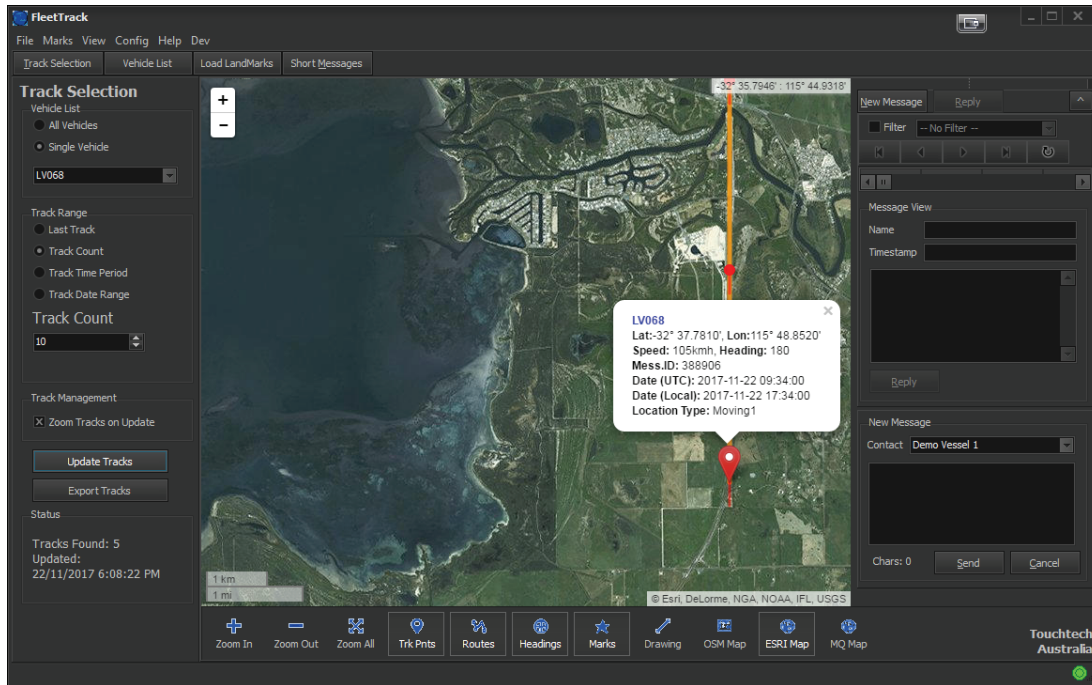 FleetTrack
File Marks View Config Help Dev
Track Selection Vehicle List Load LandMarks Short Messages
Track Selection
Vehicle List
All Vehicles
Single Vehicle
LV068
Track Range
Last Track
Track Count
Track Time Period
Track Date Range
Track Count
10
Track Management
Zoom Tracks on Update
Update Tracks
Export Tracks
Status
Tracks Found: 5
Updated:
22/11/2017 6:08:22 PM
+
−
-32° 35.7946' : 115° 44.9318'
LV068
Lat:-32° 37.7810', Lon:115° 48.8520'
Speed: 105kmh, Heading: 180
Mess.ID: 388906
Date (UTC): 2017-11-22 09:34:00
Date (Local): 2017-11-22 17:34:00
Location Type: Moving1
1 km
1 mi
© Esri, DeLorme, NGA, NOAA, IFL, USGS
New Message Reply
Filter -- No Filter --
Message View
Name
Timestamp
Reply
New Message
Contact Demo Vessel 1
Chars: 0 Send Cancel
Zoom In Zoom Out Zoom All Trk Pnts Routes Headings Marks Drawing OSM Map ESRI Map MQ Map
Touchtech
Australia